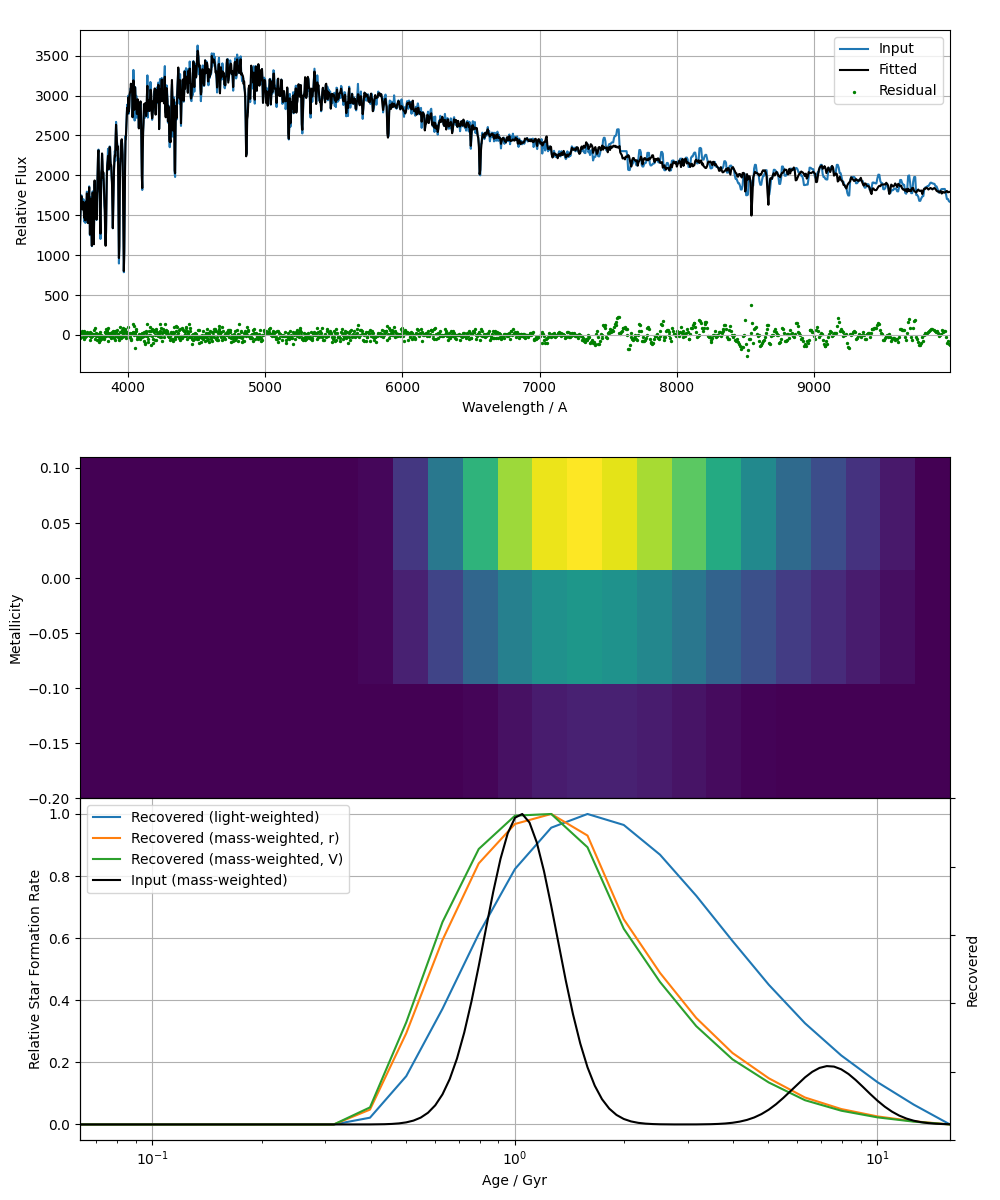 3500
3000
2500
2000
1500
1000
500
0
Relative Flux
Input
Fitted
Residual
4000
5000
6000
7000
8000
9000
Wavelength / A
0.10
0.05
0.00
−0.05
−0.10
−0.15
−0.20
Metallicity
1.0
0.8
0.6
0.4
0.2
0.0
Relative Star Formation Rate
Recovered (light-weighted)
Recovered (mass-weighted, r)
Recovered (mass-weighted, V)
Input (mass-weighted)
Recovered
10⁻¹
10⁰
10¹
Age / Gyr